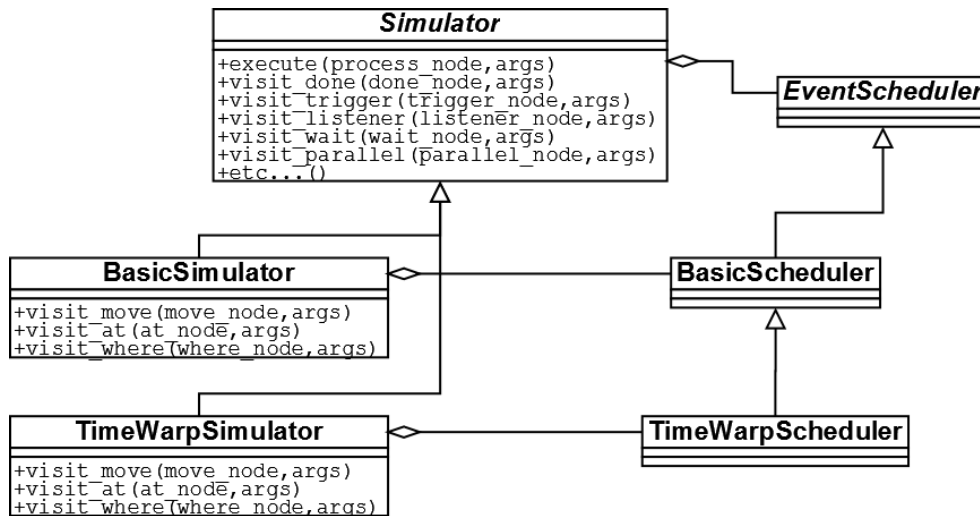 Simulator
+execute(process_node,args)
+visit_done(done_node,args)
+visit_trigger(trigger_node,args)
+visit_listener(listener_node,args)
+visit_wait(wait_node,args)
+visit_parallel(parallel_node,args)
+etc...()
EventScheduler
BasicSimulator
+visit_move(move_node,args)
+visit_at(at_node,args)
+visit_where(where_node,args)
BasicScheduler
TimeWarpSimulator
+visit_move(move_node,args)
+visit_at(at_node,args)
+visit_where(where_node,args)
TimeWarpScheduler